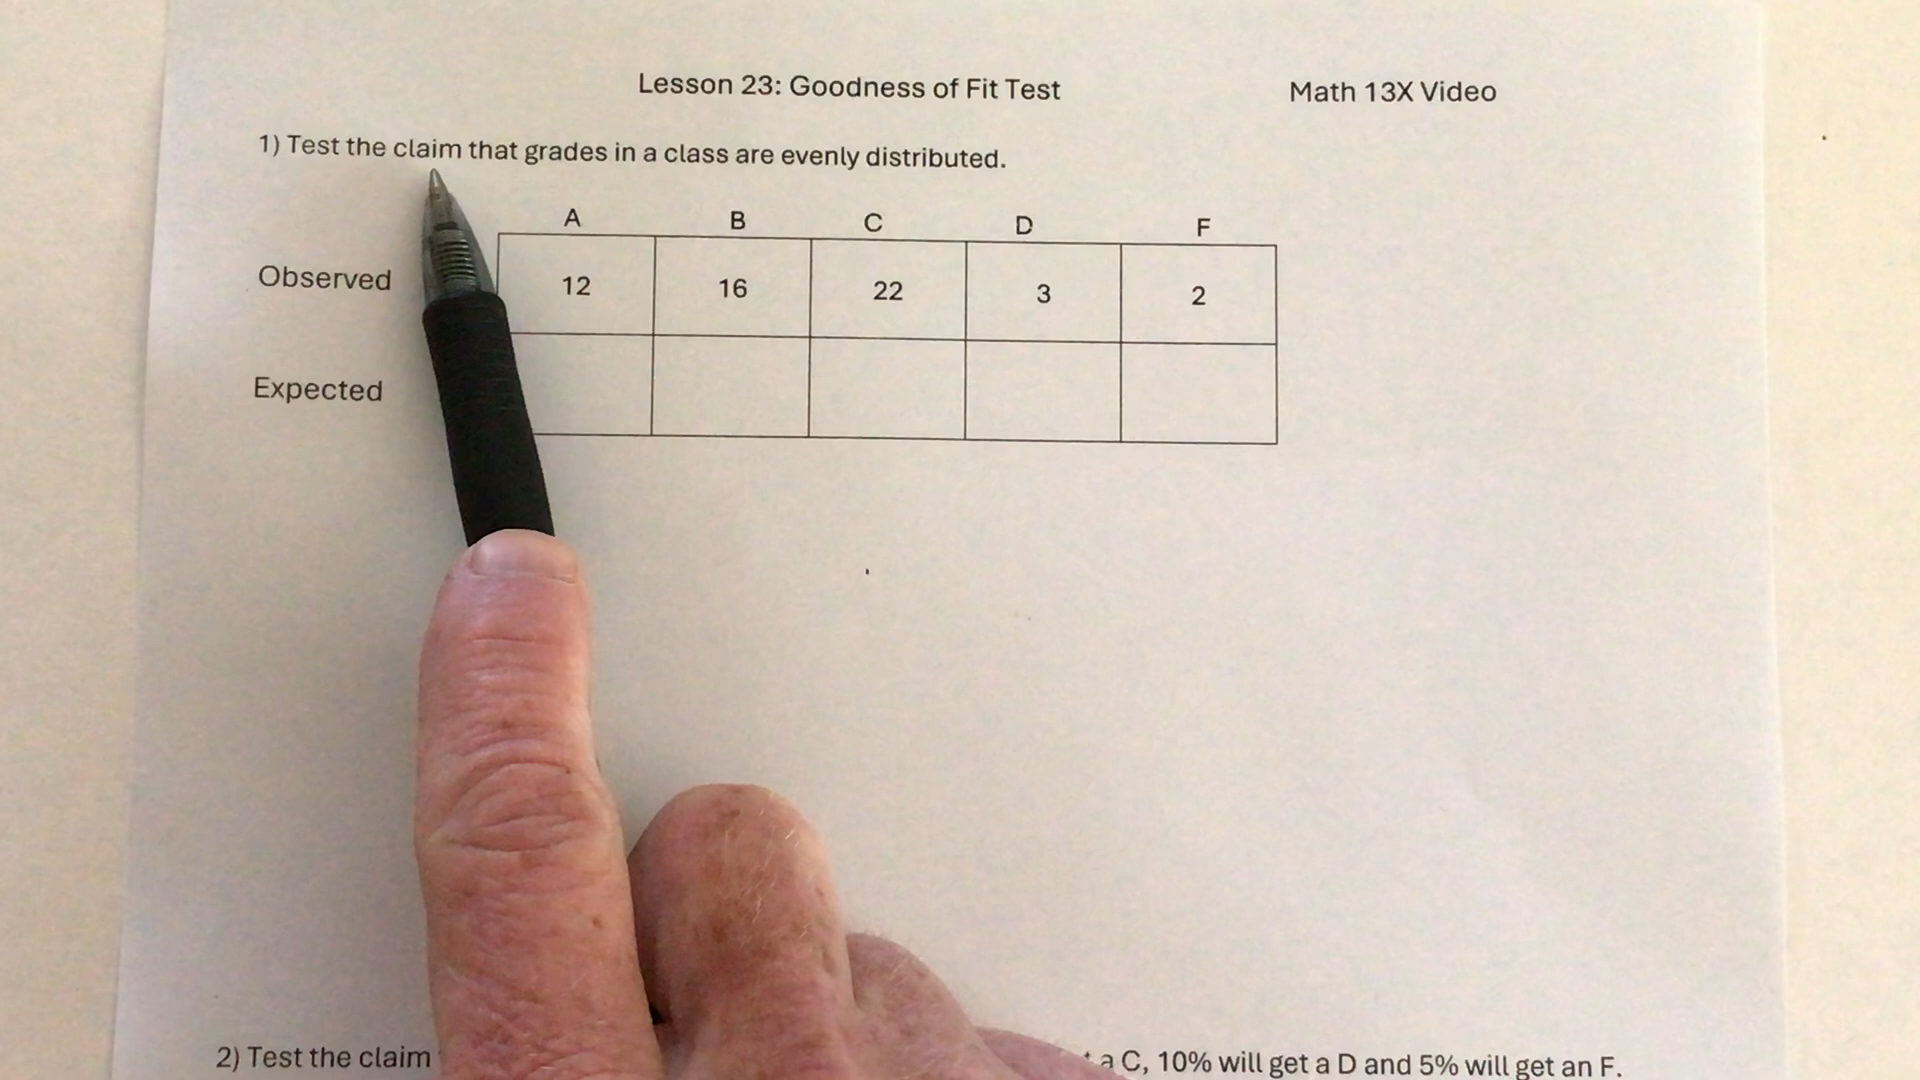 Lesson 23: Goodness of Fit Test Math 13X Video
1) Test the claim that grades in a class are evenly distributed.
A B C D F
Observed 12 16 22 3 2
Expected
2) Test the claim a C, 10% will get a D and 5% will get an F.